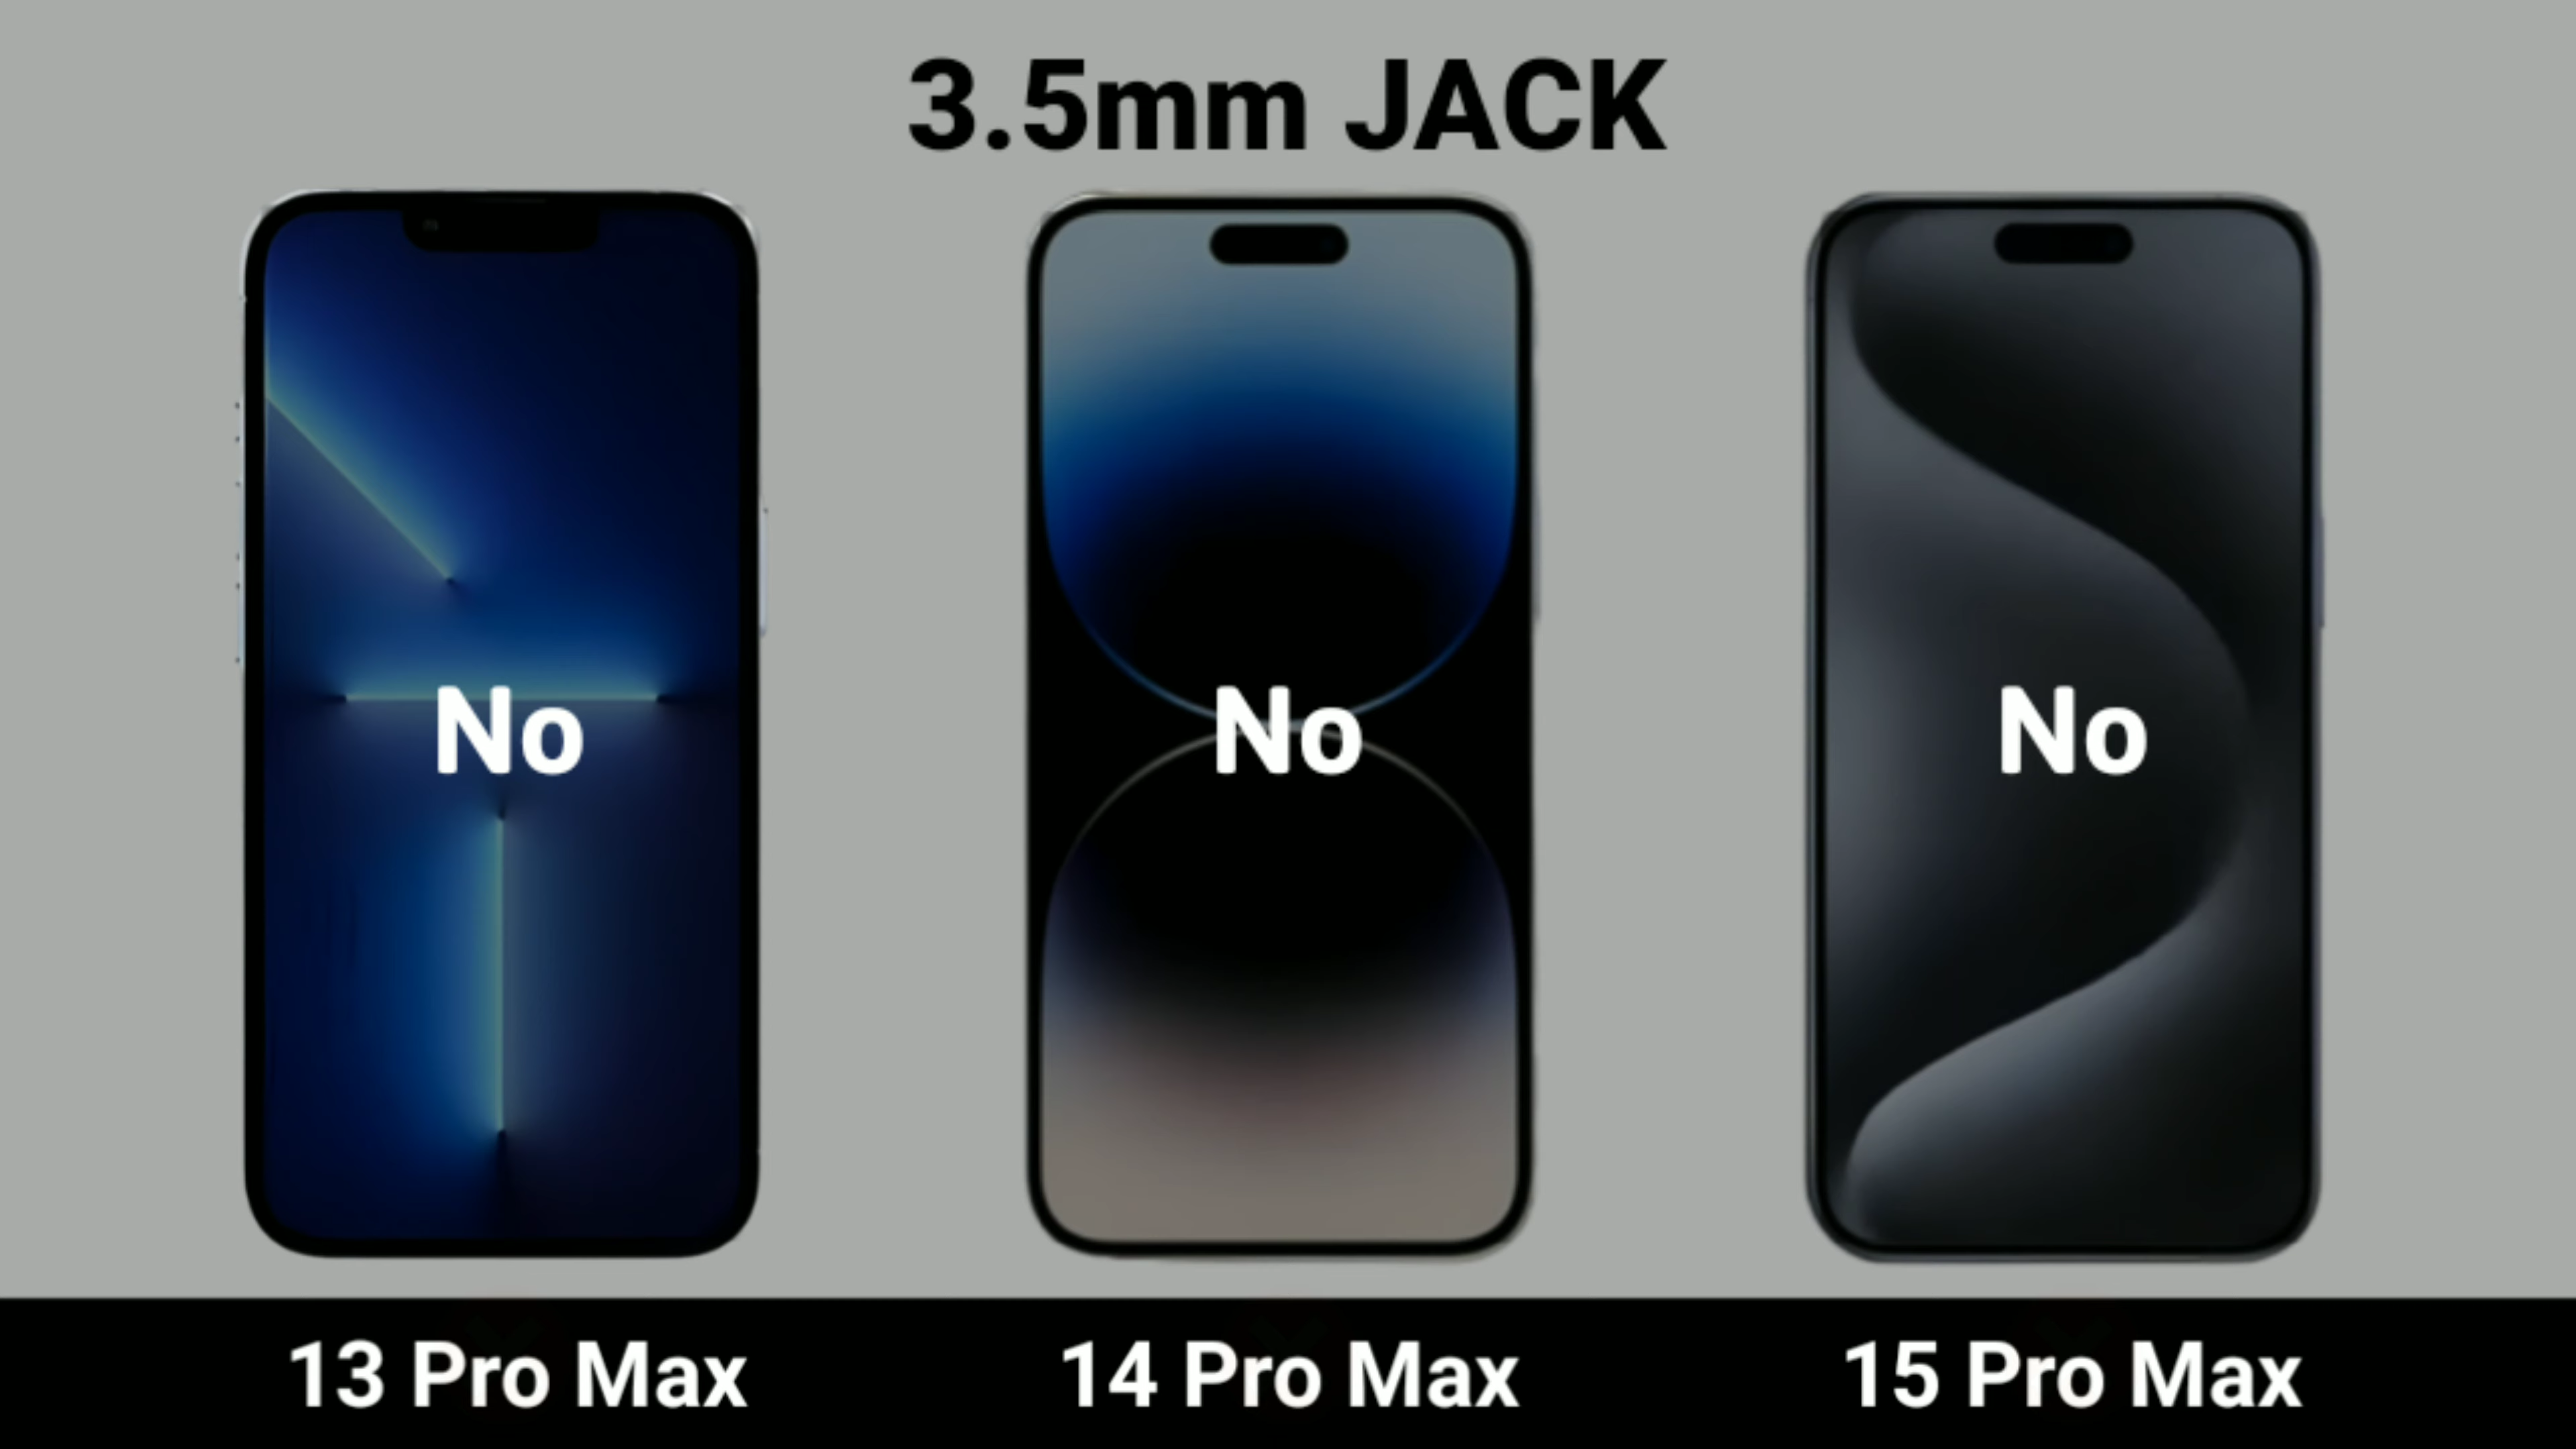 3.5mm JACK
No
No
No
13 Pro Max
14 Pro Max
15 Pro Max